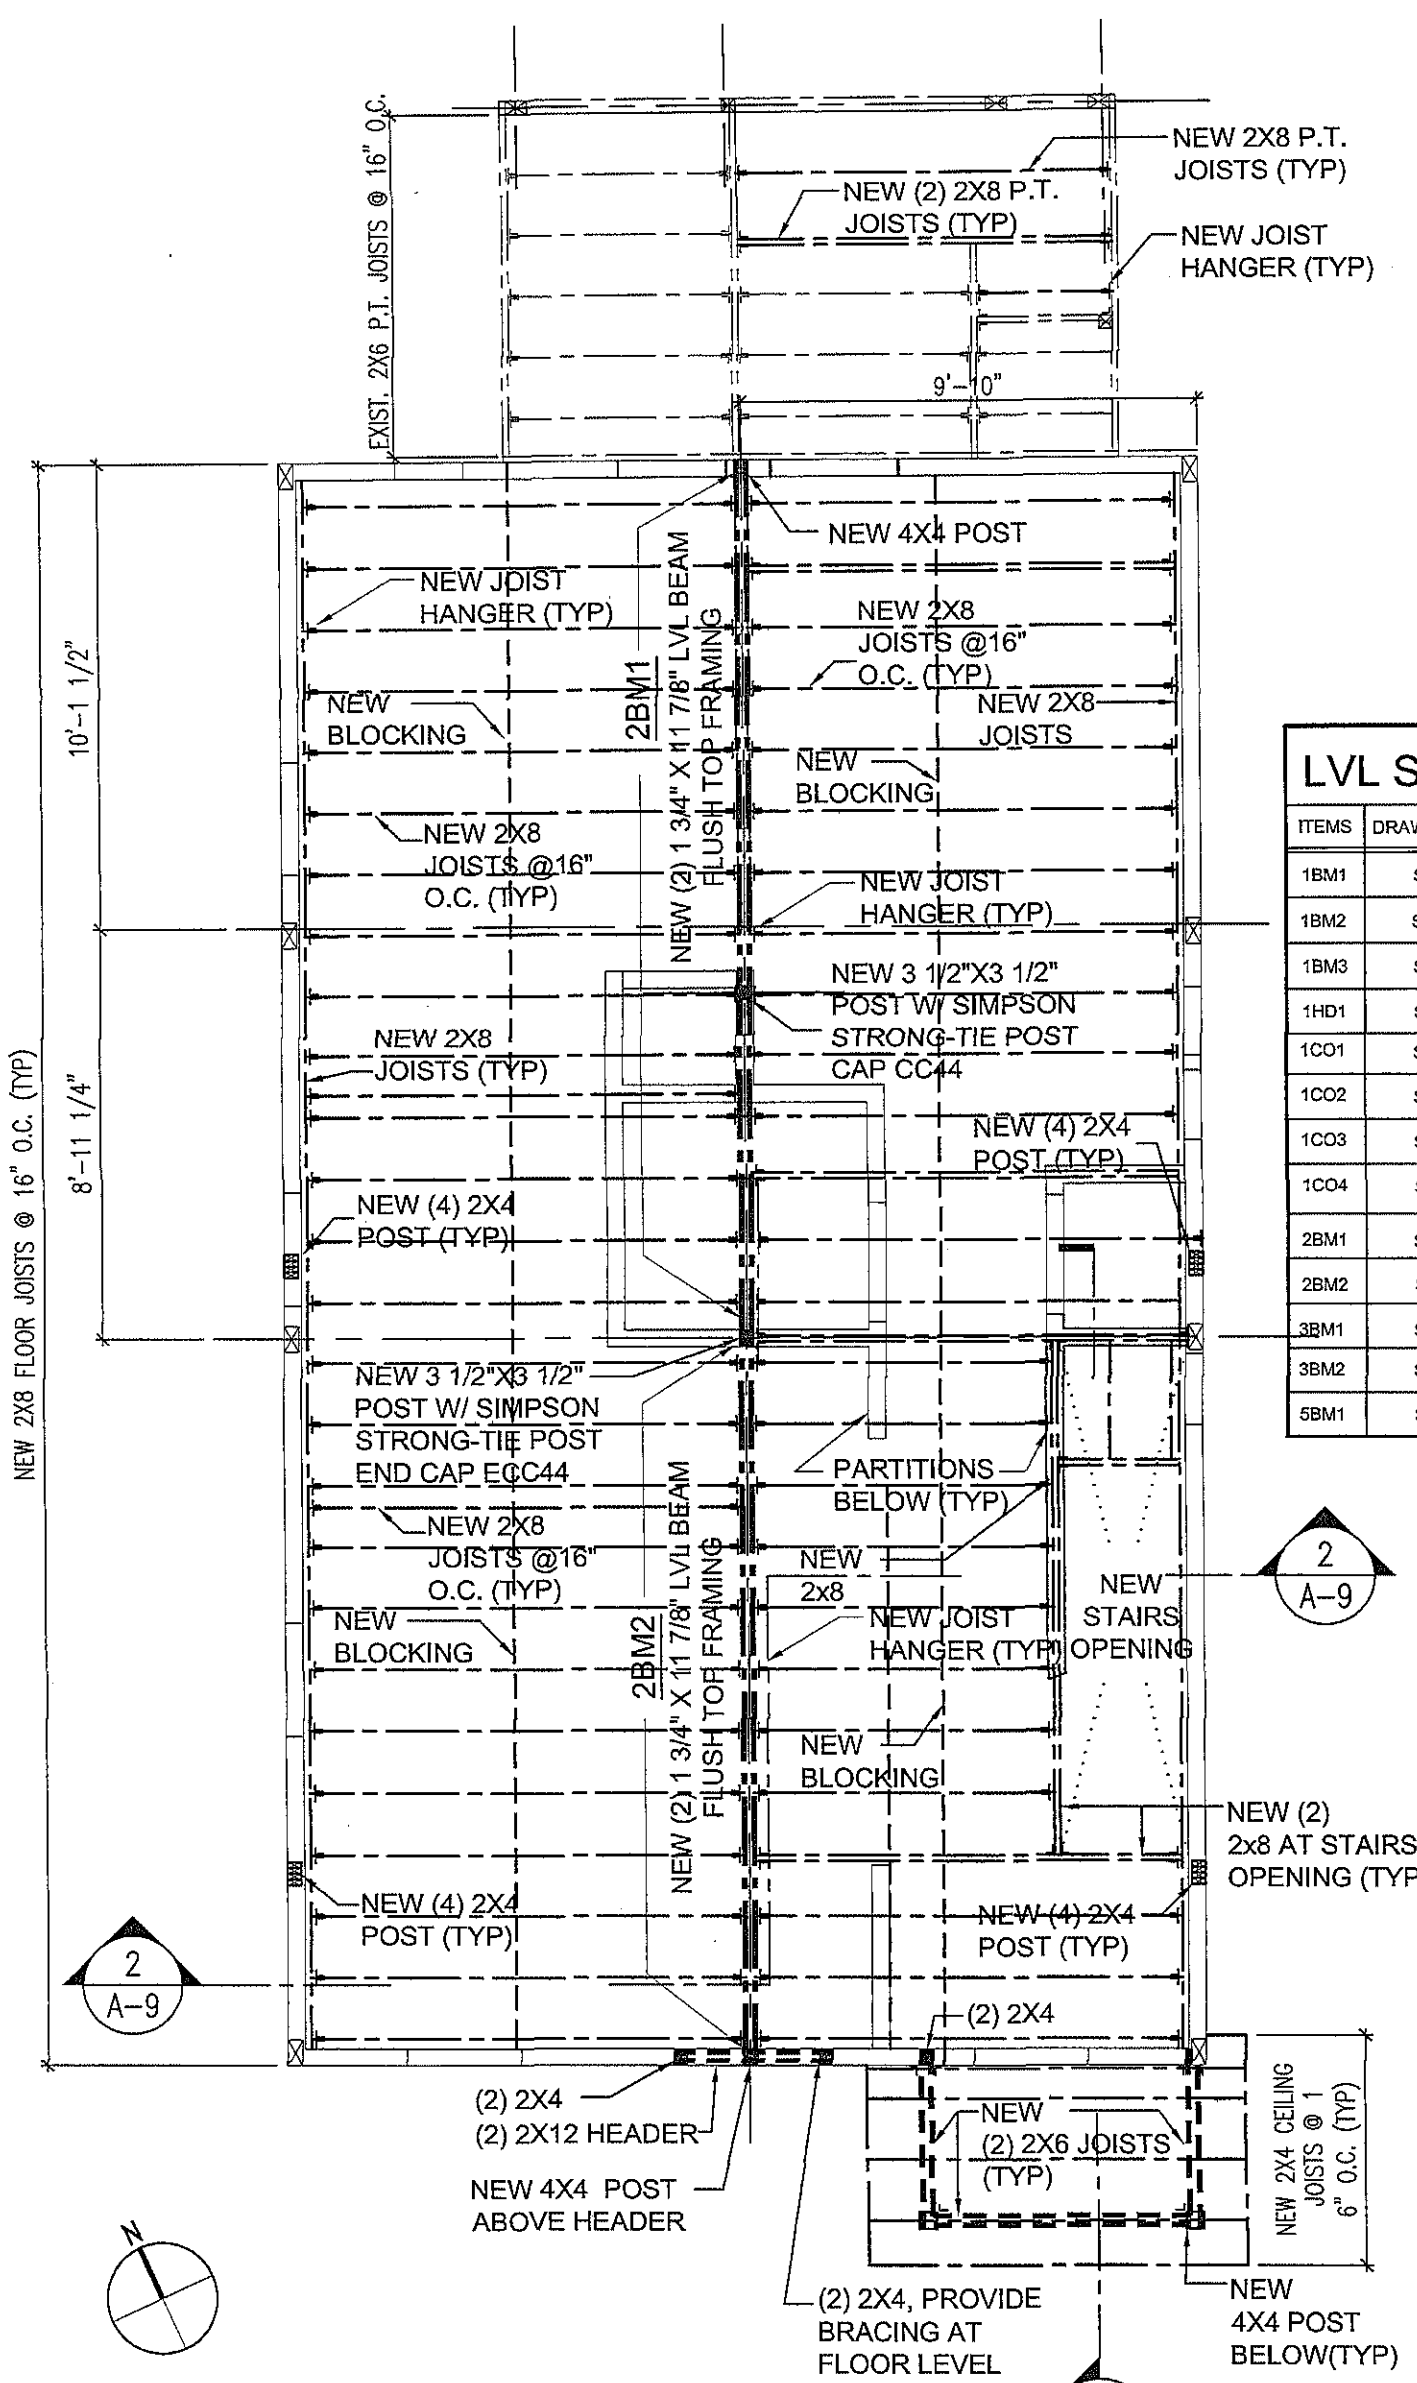 EXIST. 2X6 P.T. JOISTS @ 16" O.C.
NEW 2X8 P.T.
JOISTS (TYP)
NEW (2) 2X8 P.T.
JOISTS (TYP)
NEW JOIST
HANGER (TYP)
9'-10"
NEW 4X4 POST
NEW JOIST
HANGER (TYP)
2BM1
NEW (2) 1 3/4" X 11 7/8" LVL BEAM
FLUSH TOP FRAMING
NEW 2X8
JOISTS @16"
O.C. (TYP)
10'-1 1/2"
NEW
BLOCKING
NEW 2X8
JOISTS
NEW
BLOCKING
NEW 2X8
JOISTS @16"
O.C. (TYP)
NEW JOIST
HANGER (TYP)
NEW 3 1/2"X3 1/2"
POST W/ SIMPSON
STRONG-TIE POST
CAP CC44
NEW 2X8
JOISTS (TYP)
NEW 2X8 FLOOR JOISTS @ 16" O.C. (TYP)
8'-11 1/4"
NEW (4) 2X4
POST (TYP)
NEW (4) 2X4
POST (TYP)
LVL S
ITEMS
1BM1
1BM2
1BM3
1HD1
1CO1
1CO2
1CO3
1CO4
2BM1
2BM2
3BM1
3BM2
5BM1
NEW 3 1/2"X3 1/2"
POST W/ SIMPSON
STRONG-TIE POST
END CAP ECC44
PARTITIONS
BELOW (TYP)
NEW 2X8
JOISTS @16"
O.C. (TYP)
NEW
2x8
NEW
STAIRS
OPENING
2
A-9
NEW
BLOCKING
2BM2
NEW (2) 1 3/4" X 11 7/8" LVL BEAM
FLUSH TOP FRAMING
NEW JOIST
HANGER (TYP)
NEW
BLOCKING
NEW (2)
2x8 AT STAIRS
OPENING (TYP
NEW (4) 2X4
POST (TYP)
NEW (4) 2X4
POST (TYP)
2
A-9
(2) 2X4
(2) 2X4
(2) 2X12 HEADER
NEW
(2) 2X6 JOISTS
(TYP)
NEW 2X4 CEILING
JOISTS @ 1
6" O.C. (TYP)
NEW 4X4 POST
ABOVE HEADER
N
(2) 2X4, PROVIDE
BRACING AT
FLOOR LEVEL
NEW
4X4 POST
BELOW(TYP)